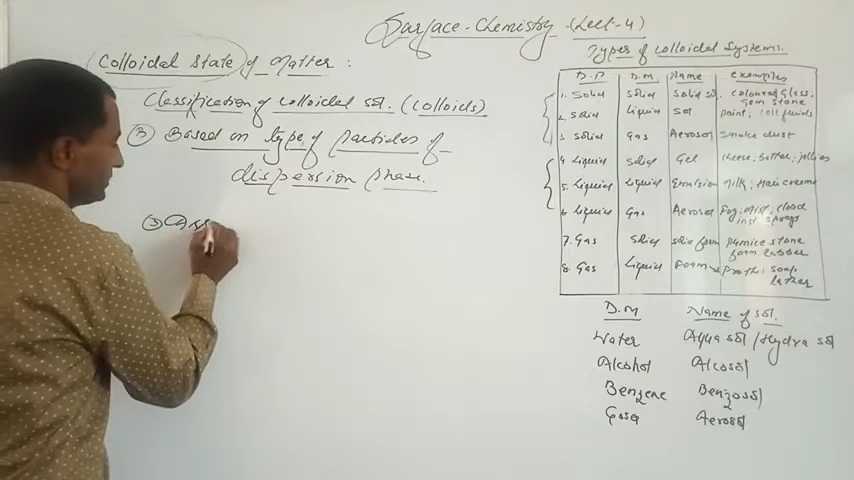 Surface-Chemistry (Lect-4)
Colloidal State of Matter:
Classification of colloidal sol. (colloids)
(B) Based on type of particles of
dispersion phase.
(3) Ass
Types of Colloidal Systems.
D.P D.M Name examples
1. Solid Solid Solid sol. coloured glass, gem stone
2. Solid Liquid Sol. paint, cell fluids
3. Solid Gas Aerosol Smoke dust
4. Liquid Solid Gel cheese, butter, jellies
5. Liquid Liquid Emulsion milk, Hair cream
6. Liquid Gas Aerosol Fog, mist, cloud inst. sprays
7. Gas Solid Solid foam pumice stone foam rubber
8. Gas Liquid Foam Froth, soap lather
D.M Name of sol.
Water Aqua sol / Hydra sol
Alcohol Alcosol
Benzene Benzosol
Gases Aerosol